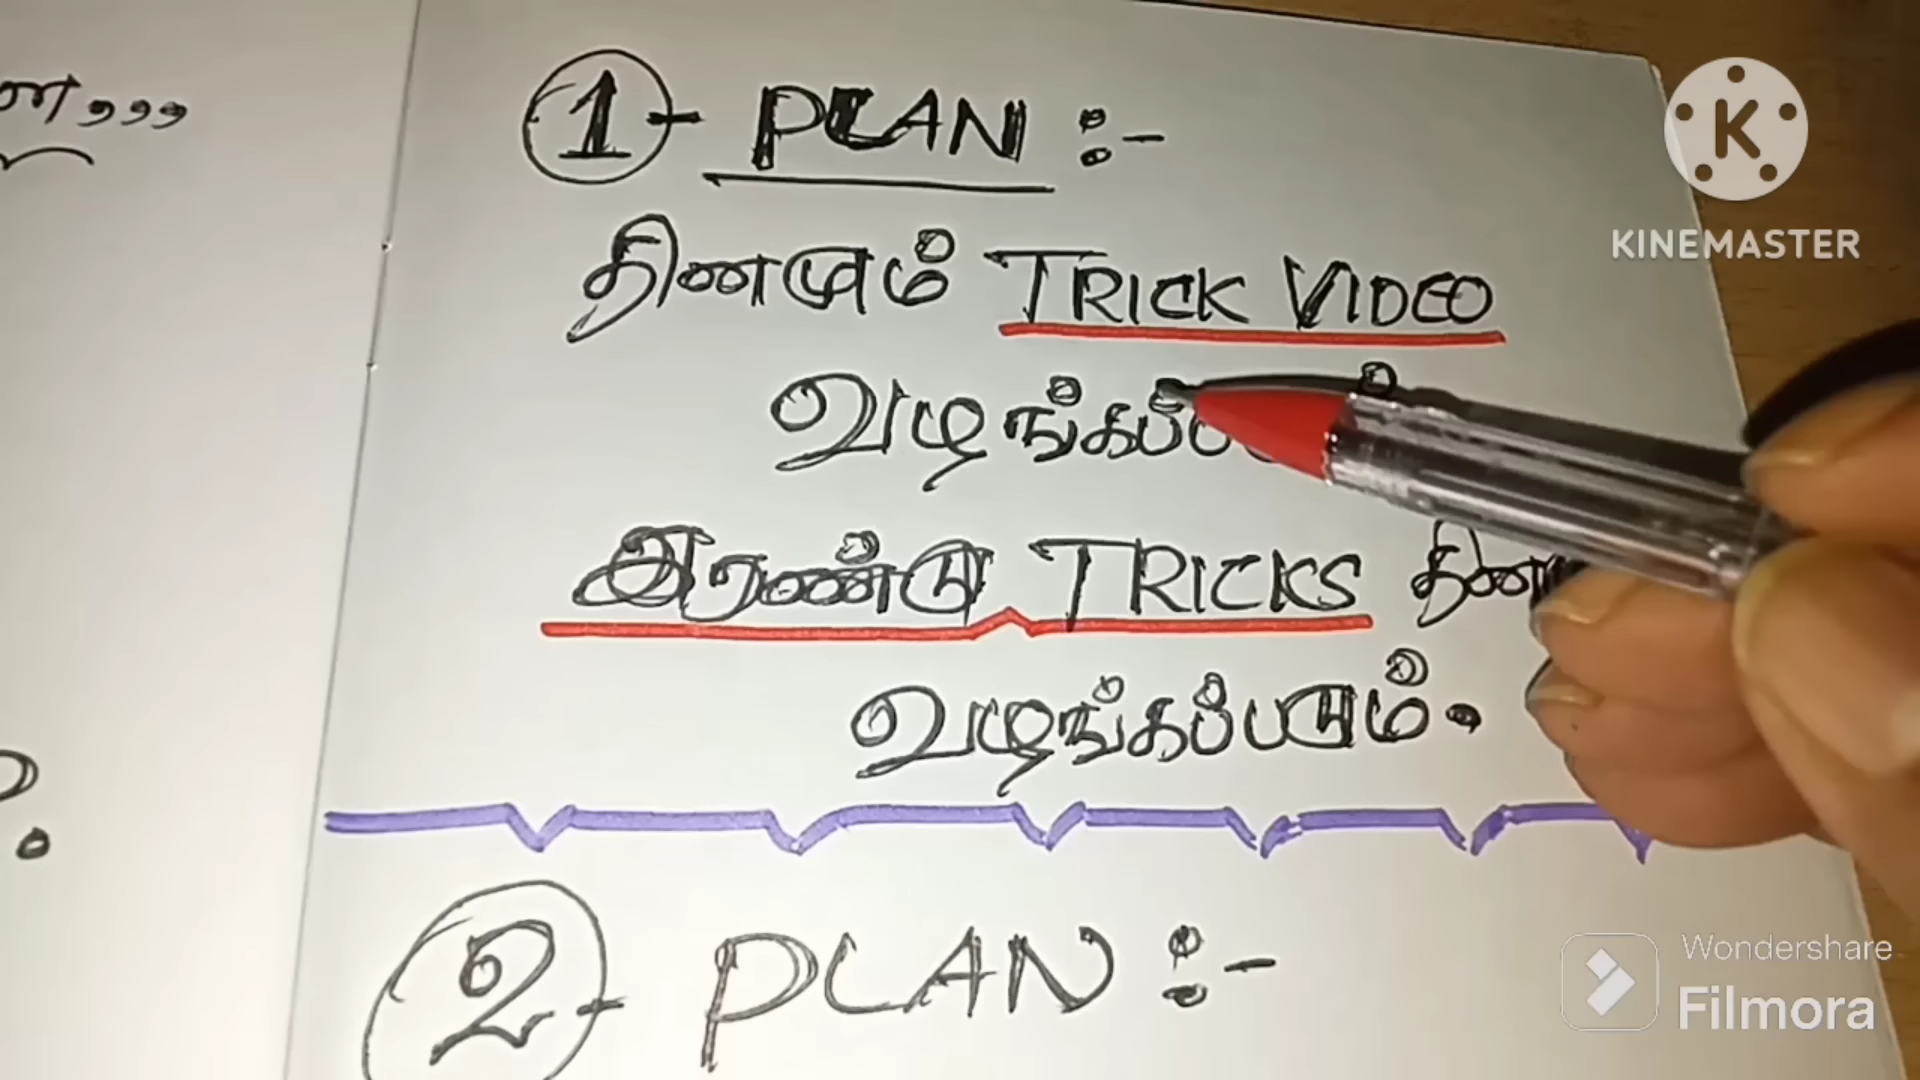 1 - PLAN :-
தினமும் TRICK VIDEO
இரண்டு TRICKS
வழங்கப்படும்.
2 - PLAN :-
KINEMASTER
Wondershare
Filmora